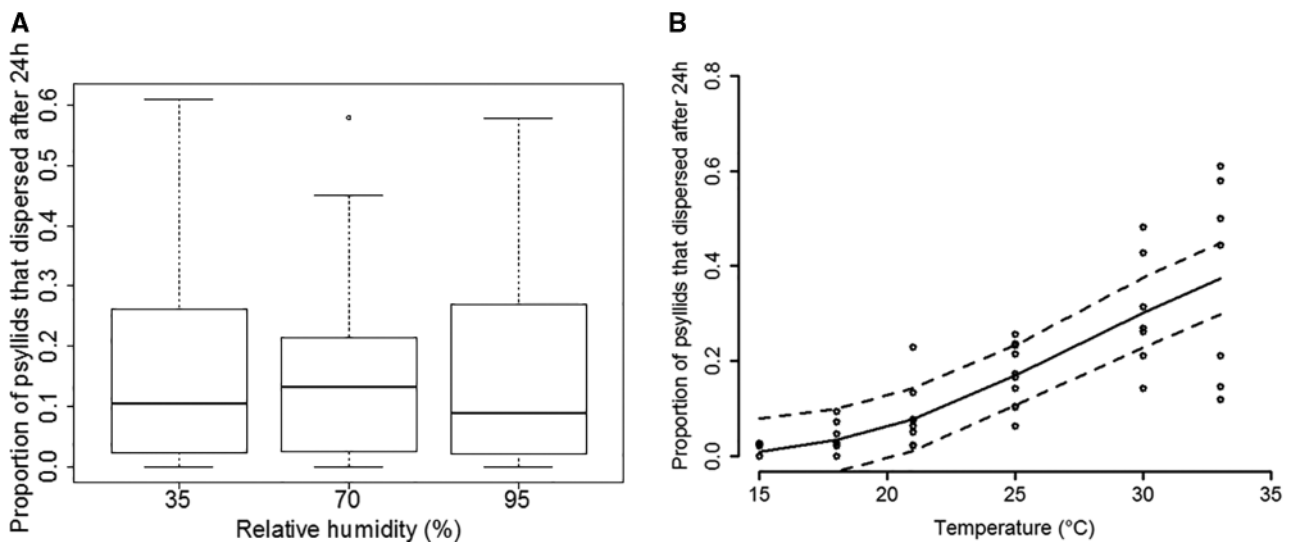 A
Proportion of psyllids that dispersed after 24h
0.6
0.5
0.4
0.3
0.2
0.1
0.0
35 70 95
Relative humidity (%)
B
Proportion of psyllids that dispersed after 24h
0.8
0.6
0.4
0.2
0.0
15 20 25 30 35
Temperature (°C)